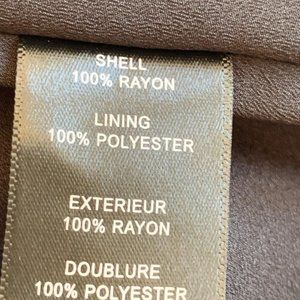 SHELL
100% RAYON
LINING
100% POLYESTER
EXTERIEUR
100% RAYON
DOUBLURE
100% POLYESTER